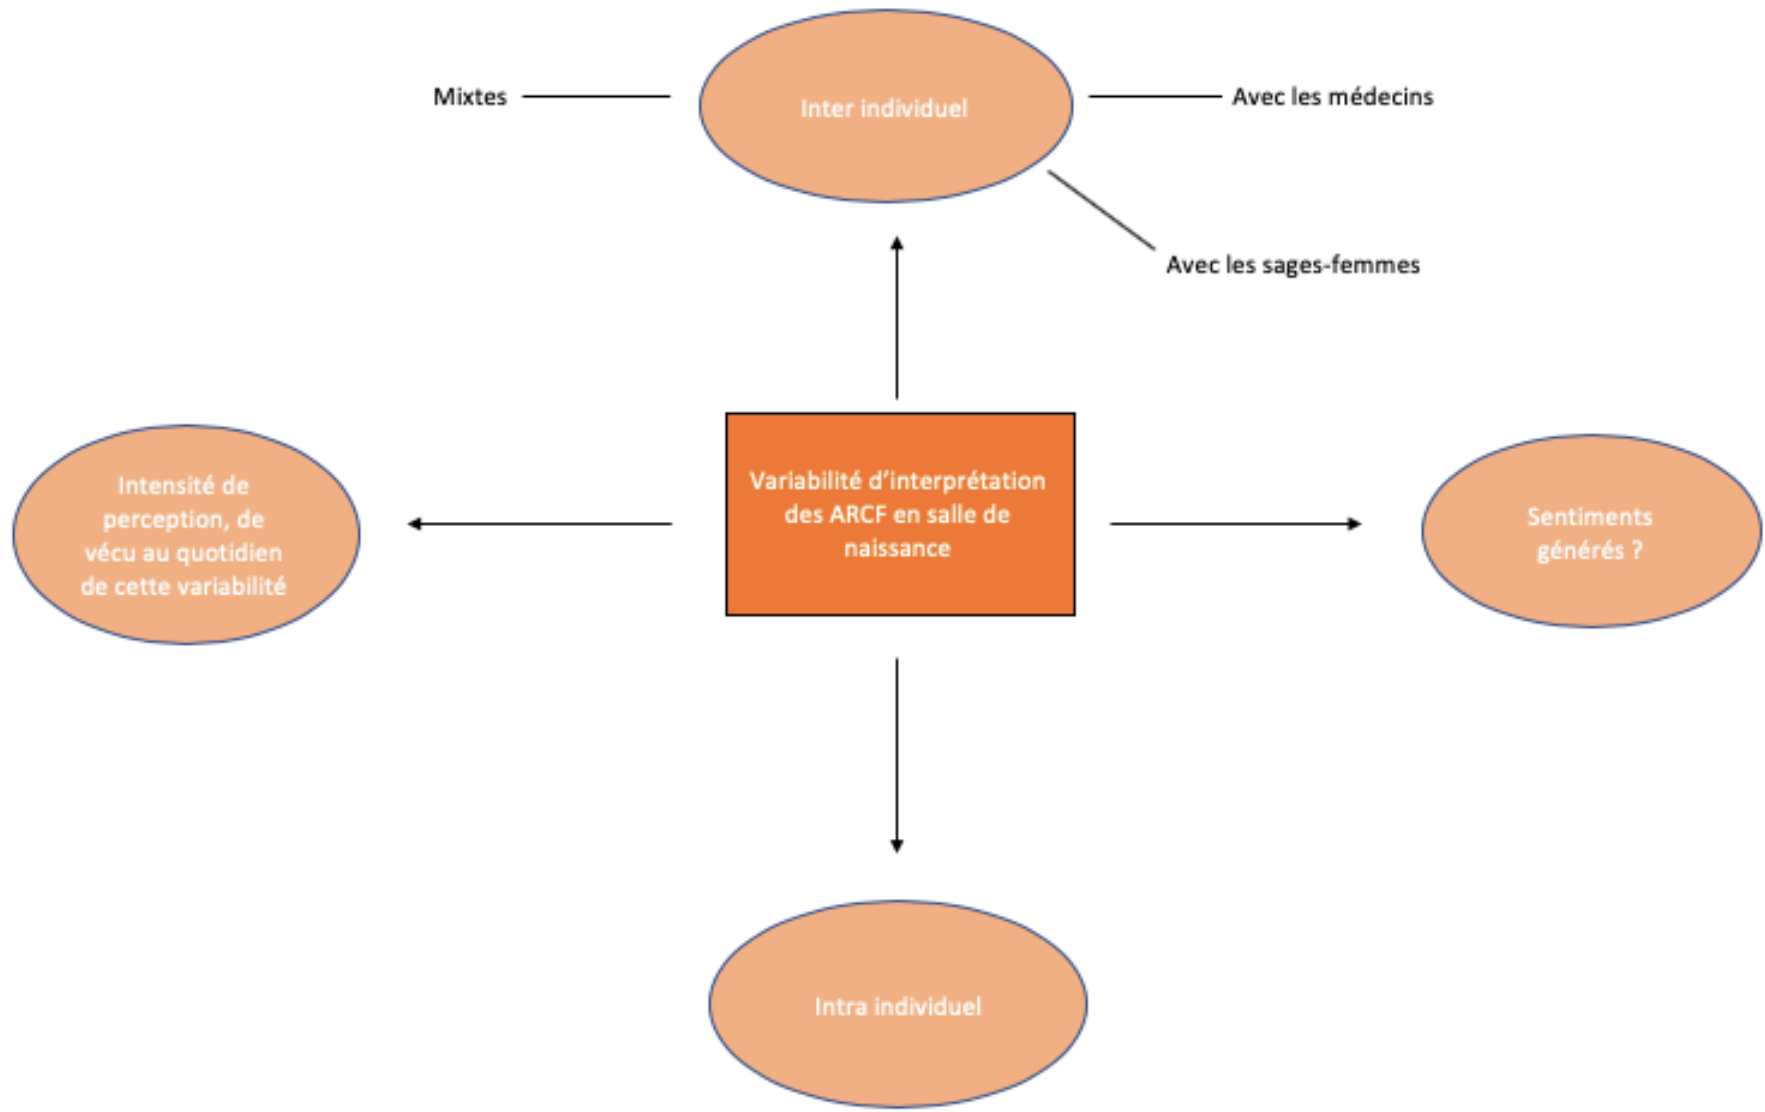 Mixtes
Inter individuel
Avec les médecins
Avec les sages-femmes
Intensité de
perception, de
vécu au quotidien
de cette variabilité
Variabilité d’interprétation
des ARCF en salle de
naissance
Sentiments
générés ?
Intra individuel